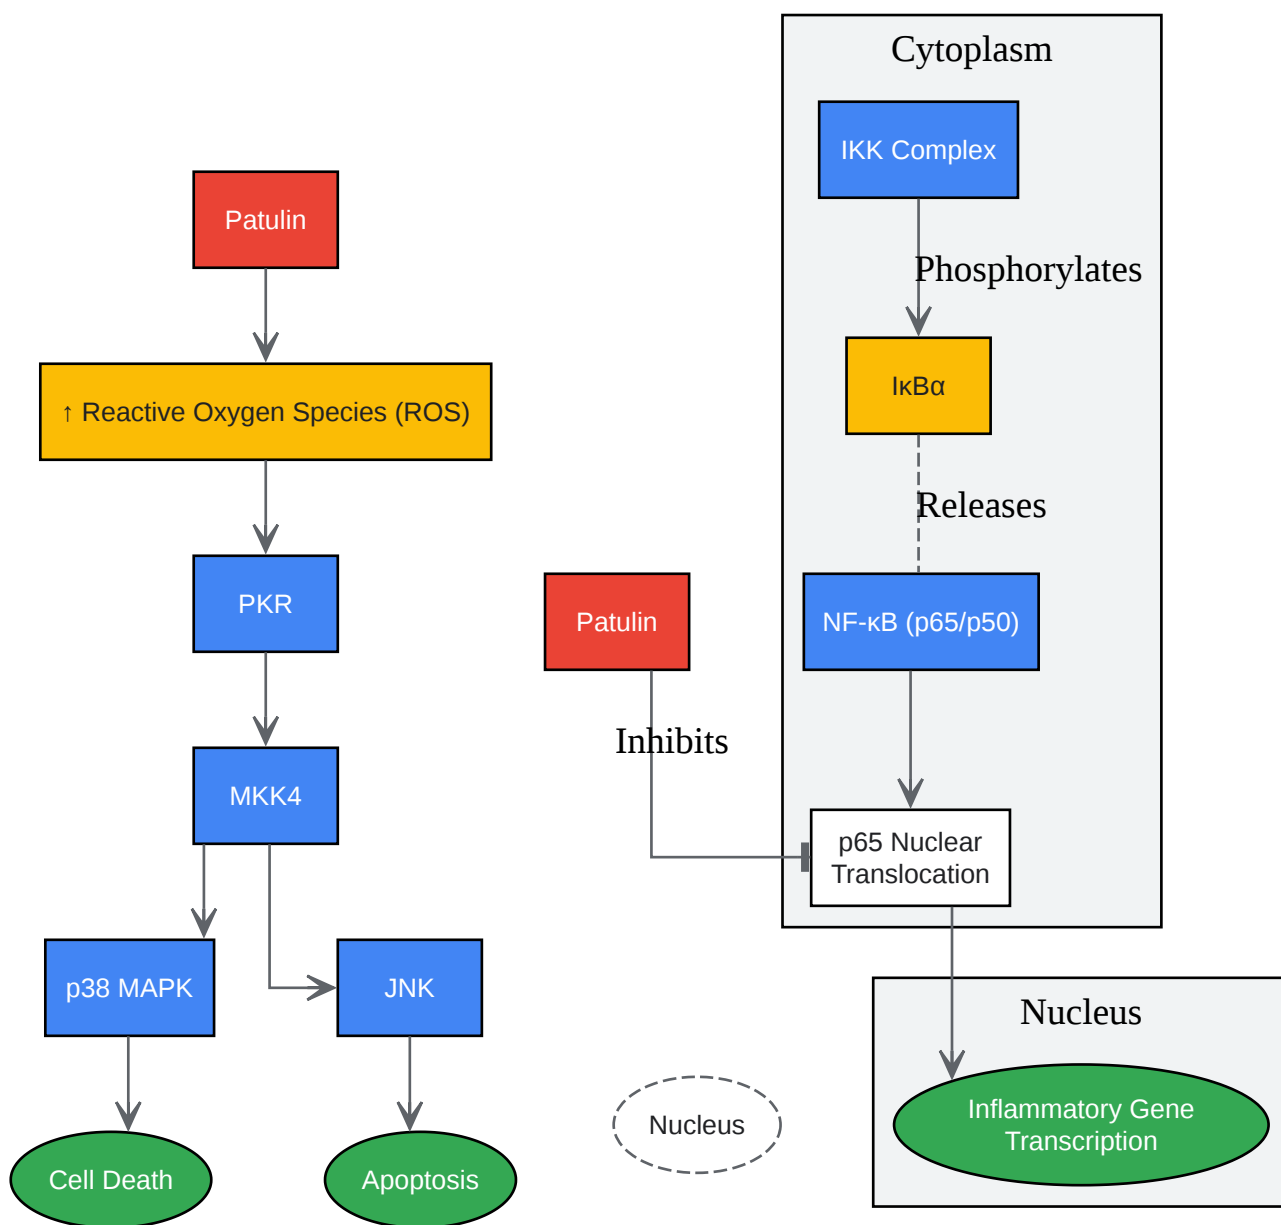 Patulin
↑ Reactive Oxygen Species (ROS)
PKR
MKK4
p38 MAPK
JNK
Cell Death
Apoptosis
Cytoplasm
IKK Complex
Phosphorylates
IκBα
Releases
NF-κB (p65/p50)
Patulin
Inhibits
p65 Nuclear
Translocation
Nucleus
Inflammatory Gene
Transcription
Nucleus